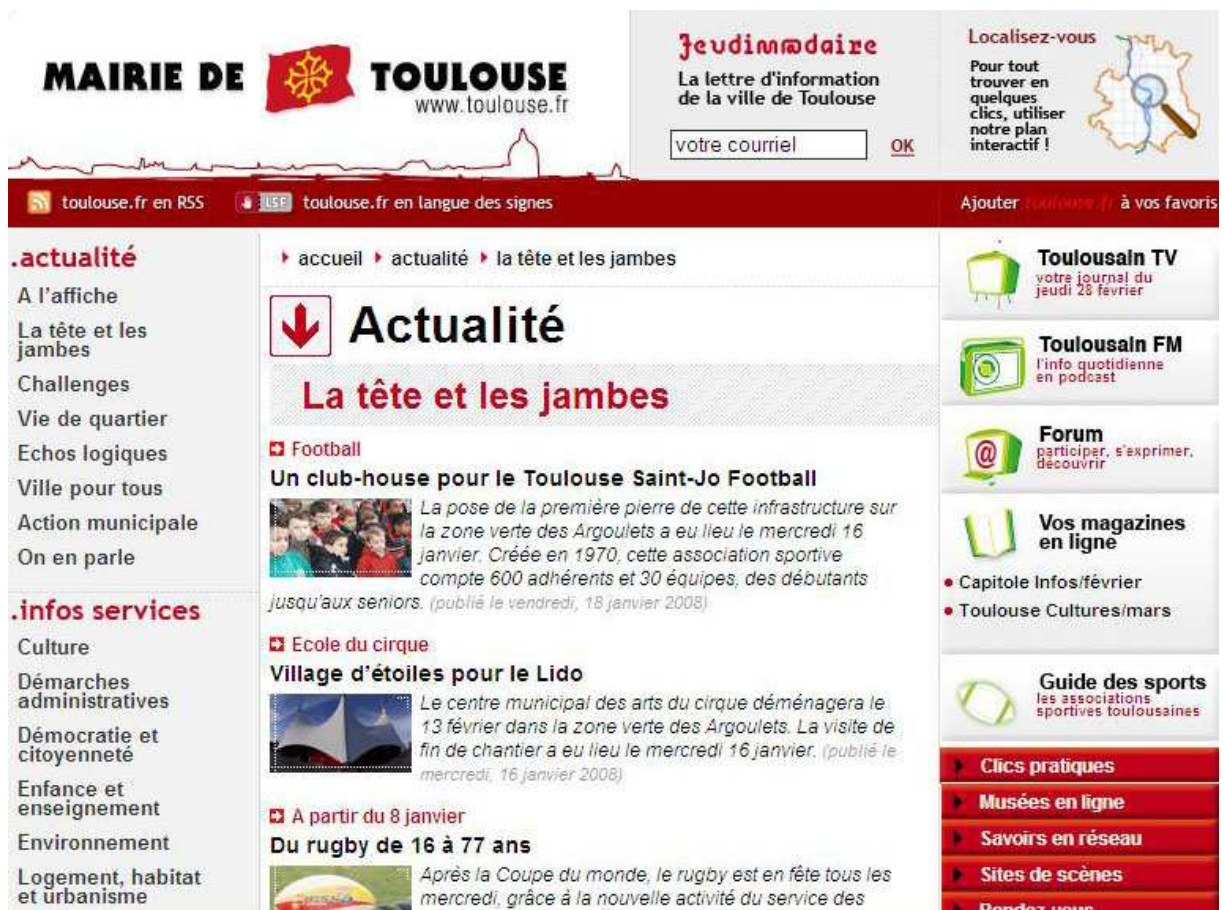 MAIRIE DE TOULOUSE
www.toulouse.fr
Jeudim@daire
La lettre d'information
de la ville de Toulouse
votre courriel OK
Localisez-vous
Pour tout
trouver en
quelques
clics, utiliser
notre plan
interactif !
toulouse.fr en RSS
LSF toulouse.fr en langue des signes
Ajouter toulouse.fr à vos favoris
.actualité
A l'affiche
La tête et les
jambes
Challenges
Vie de quartier
Echos logiques
Ville pour tous
Action municipale
On en parle
.infos services
Culture
Démarches
administratives
Démocratie et
citoyenneté
Enfance et
enseignement
Environnement
Logement, habitat
et urbanisme
accueil actualité la tête et les jambes
Actualité
La tête et les jambes
Football
Un club-house pour le Toulouse Saint-Jo Football
La pose de la première pierre de cette infrastructure sur
la zone verte des Argoulets a eu lieu le mercredi 16
janvier. Créée en 1970, cette association sportive
compte 600 adhérents et 30 équipes, des débutants
jusqu'aux seniors. (publié le vendredi, 18 janvier 2008)
Ecole du cirque
Village d'étoiles pour le Lido
Le centre municipal des arts du cirque déménagera le
13 février dans la zone verte des Argoulets. La visite de
fin de chantier a eu lieu le mercredi 16 janvier. (publié le
mercredi, 16 janvier 2008)
A partir du 8 janvier
Du rugby de 16 à 77 ans
Après la Coupe du monde, le rugby est en fête tous les
mercredi, grâce à la nouvelle activité du service des
Toulousain TV
votre journal du
jeudi 28 février
Toulousain FM
l'info quotidienne
en podcast
@
Forum
participer, s'exprimer,
découvrir
Vos magazines
en ligne
Capitole Infos/février
Toulouse Cultures/mars
Guide des sports
les associations
sportives toulousaines
Clics pratiques
Musées en ligne
Savoirs en réseau
Sites de scènes
Rendez-vous